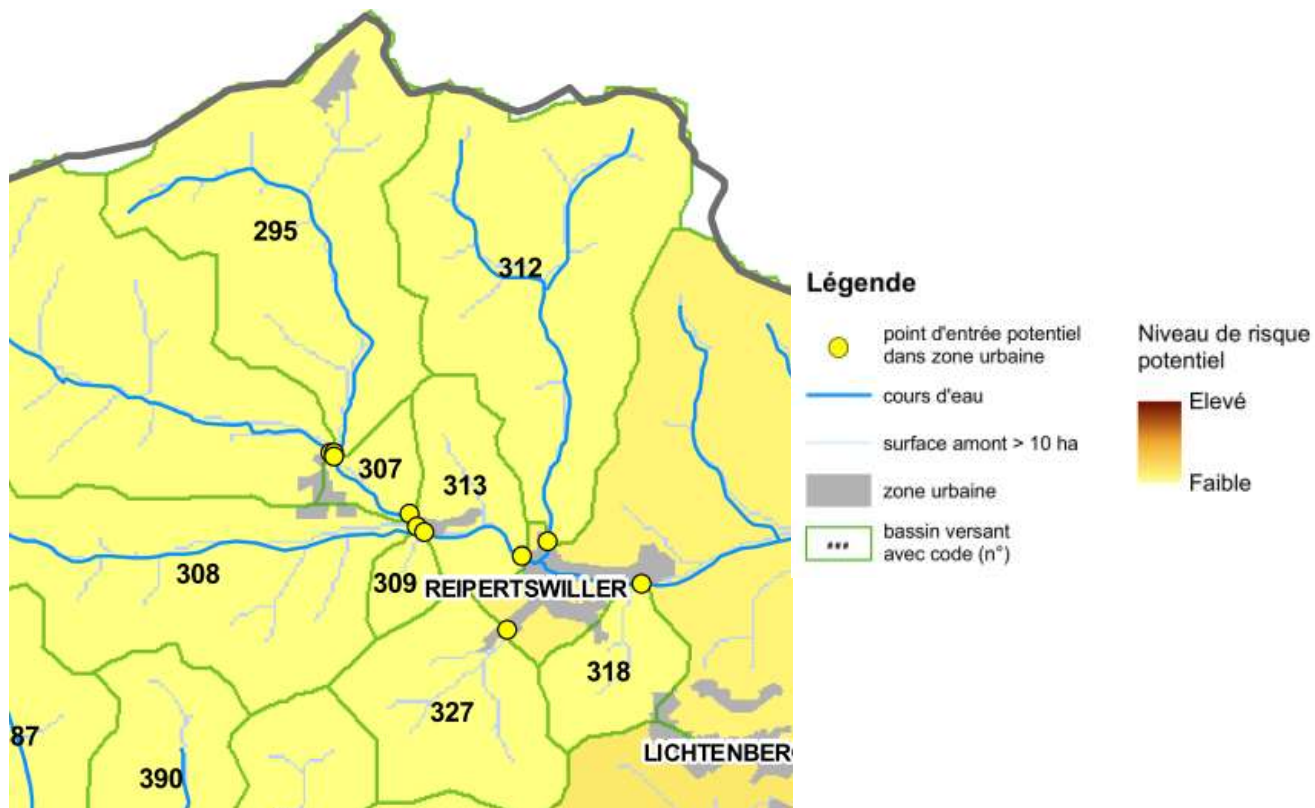 295
312
307
313
308
309
REIPERTSWILLER
318
327
87
LICHTENBERG
390
Légende
point d'entrée potentiel
dans zone urbaine
cours d'eau
surface amont > 10 ha
zone urbaine
###
bassin versant
avec code (n°)
Niveau de risque
potentiel
Elevé
Faible